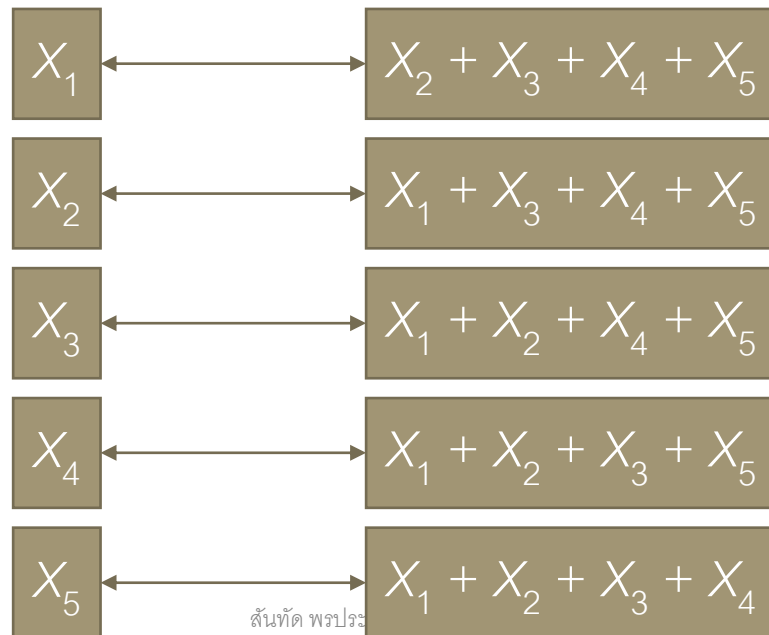 X₁ X₂ + X₃ + X₄ + X₅
X₂ X₁ + X₃ + X₄ + X₅
X₃ X₁ + X₂ + X₄ + X₅
X₄ X₁ + X₂ + X₃ + X₅
X₅ X₁ + X₂ + X₃ + X₄
สันทัด